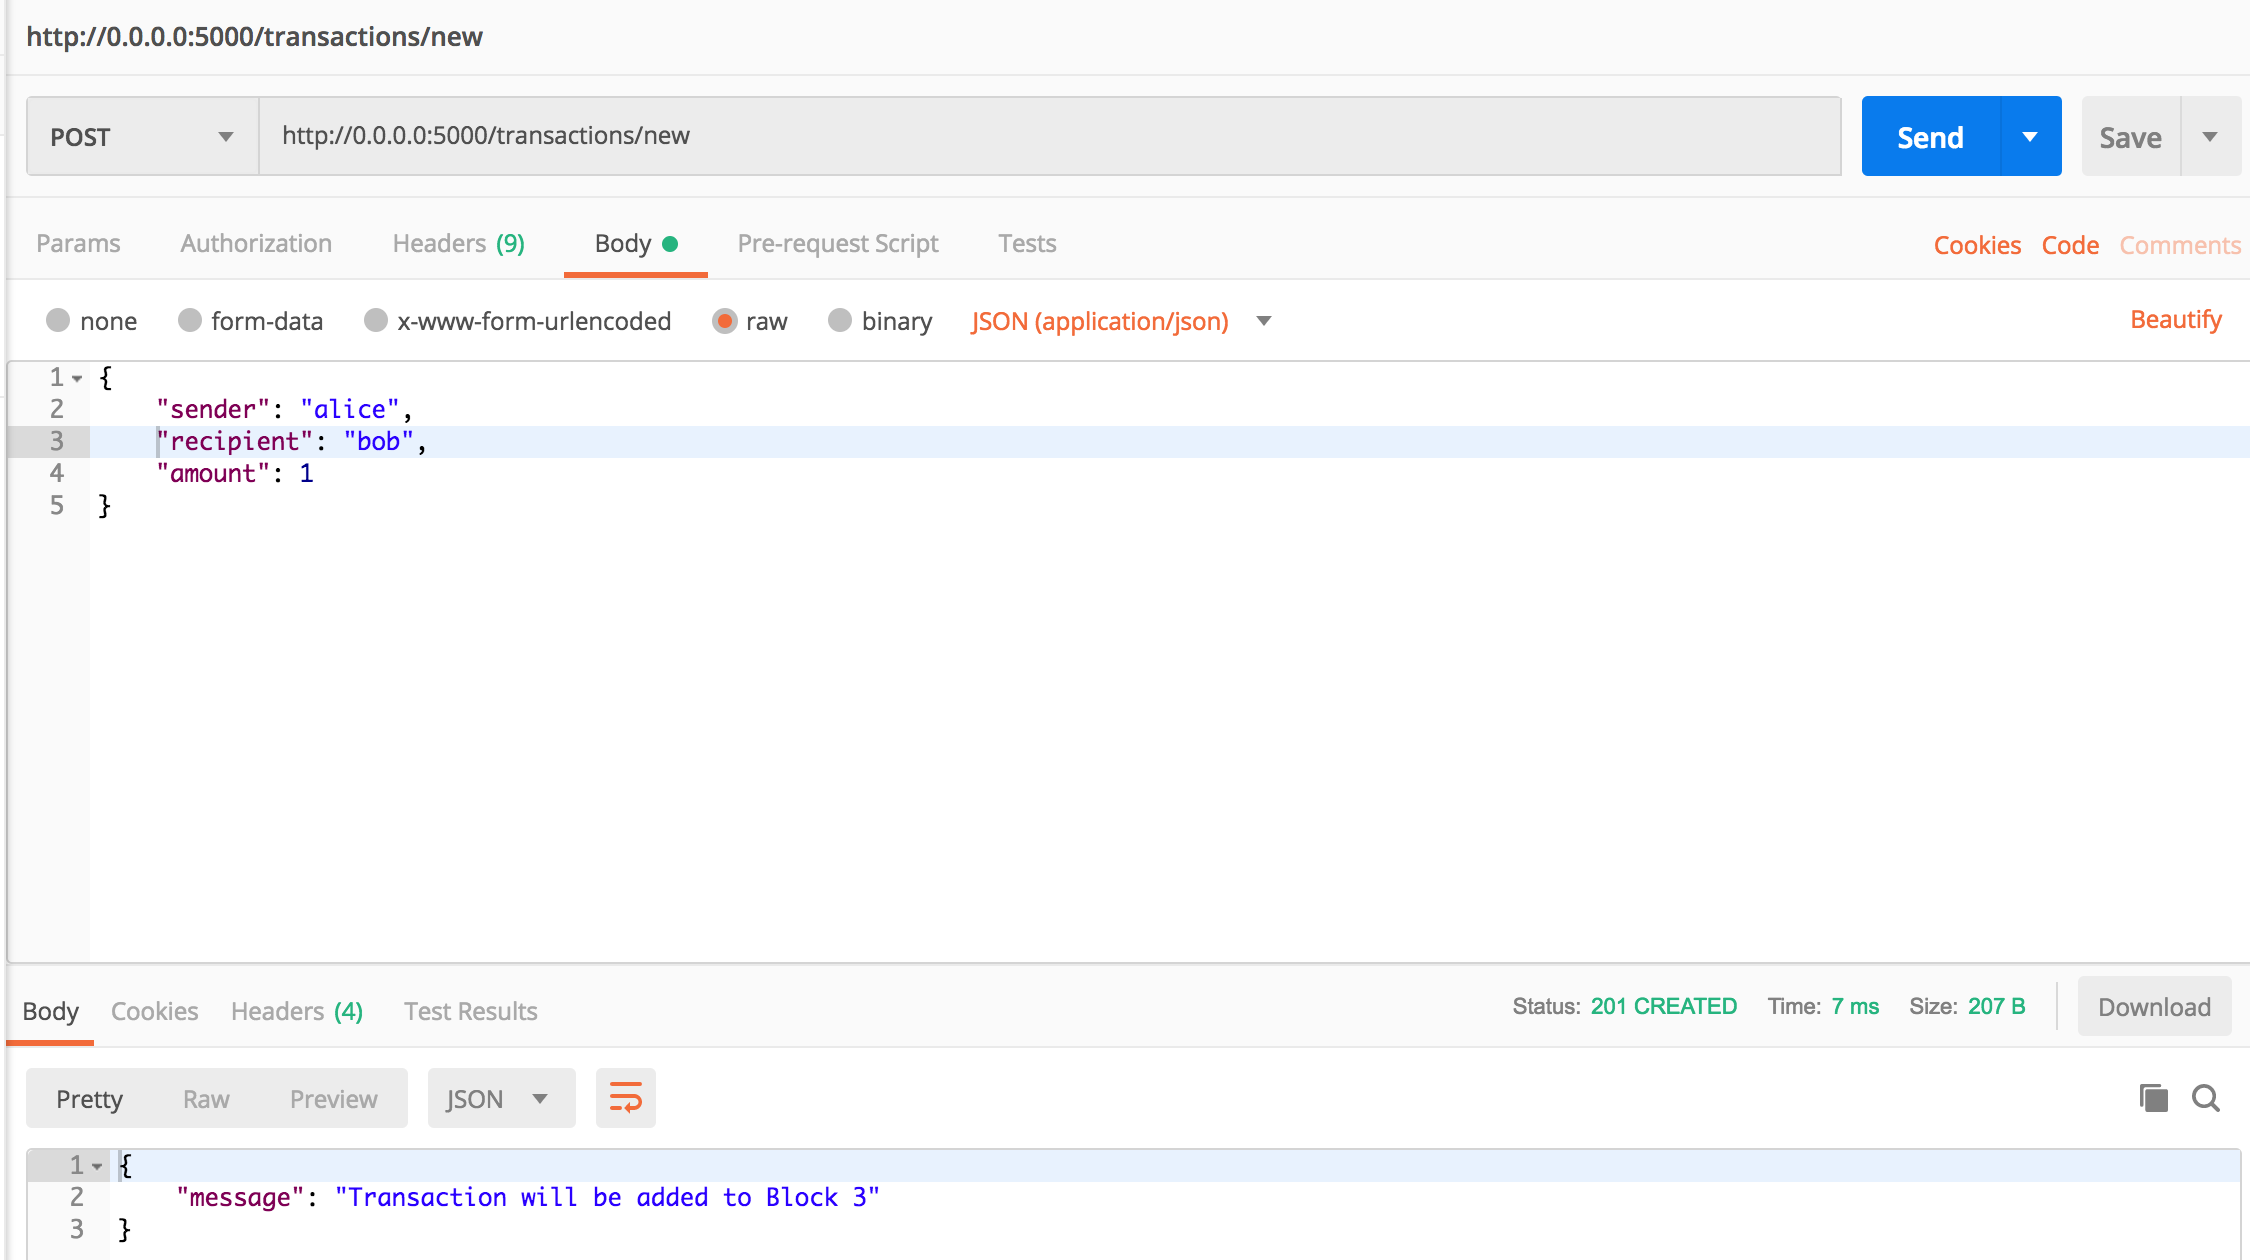 http://0.0.0.0:5000/transactions/new
POST http://0.0.0.0:5000/transactions/new Send Save
Params Authorization Headers (9) Body Pre-request Script Tests Cookies Code Comments
none form-data x-www-form-urlencoded raw binary JSON (application/json) Beautify
1 {
2 "sender": "alice",
3 "recipient": "bob",
4 "amount": 1
5 }
Body Cookies Headers (4) Test Results Status: 201 CREATED Time: 7 ms Size: 207 B Download
Pretty Raw Preview JSON
1 {
2 "message": "Transaction will be added to Block 3"
3 }